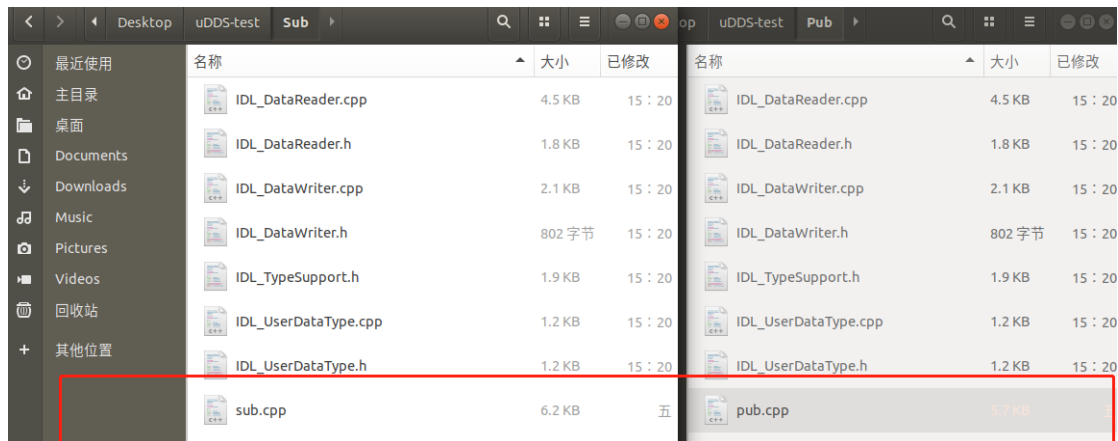 Desktop uDDS-test Sub
op uDDS-test Pub
最近使用
主目录
桌面
Documents
Downloads
Music
Pictures
Videos
回收站
其他位置
名称 大小 已修改
IDL_DataReader.cpp 4.5 KB 15：20
IDL_DataReader.h 1.8 KB 15：20
IDL_DataWriter.cpp 2.1 KB 15：20
IDL_DataWriter.h 802 字节 15：20
IDL_TypeSupport.h 1.9 KB 15：20
IDL_UserDataType.cpp 1.2 KB 15：20
IDL_UserDataType.h 1.2 KB 15：20
sub.cpp 6.2 KB 五
名称 大小 已修改
IDL_DataReader.cpp 4.5 KB 15：20
IDL_DataReader.h 1.8 KB 15：20
IDL_DataWriter.cpp 2.1 KB 15：20
IDL_DataWriter.h 802 字节 15：20
IDL_TypeSupport.h 1.9 KB 15：20
IDL_UserDataType.cpp 1.2 KB 15：20
IDL_UserDataType.h 1.2 KB 15：20
pub.cpp 5.7 KB 五